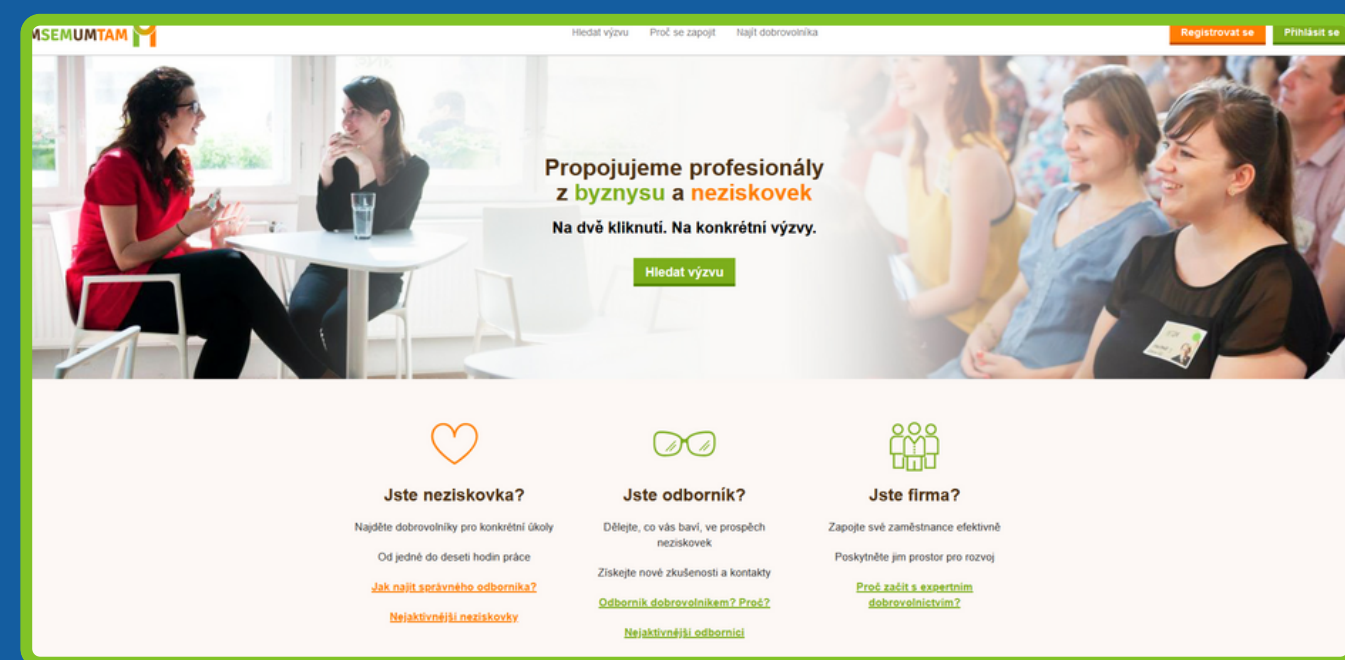 MSEMUMTAM
Hledat výzvu Proč se zapojit Najít dobrovolníka
Registrovat se Přihlásit se
Propojujeme profesionály
z byznysu a neziskovek
Na dvě kliknutí. Na konkrétní výzvy.
Hledat výzvu
Jste neziskovka?
Najděte dobrovolníky pro konkrétní úkoly
Od jedné do deseti hodin práce
Jak najít správného odborníka?
Nejaktivnější neziskovky
Jste odborník?
Dělejte, co vás baví, ve prospěch
neziskovek
Získejte nové zkušenosti a kontakty
Odborník dobrovolníkem? Proč?
Nejaktivnější odborníci
Jste firma?
Zapojte své zaměstnance efektivně
Poskytněte jim prostor pro rozvoj
Proč začít s expertním
dobrovolnictvím?